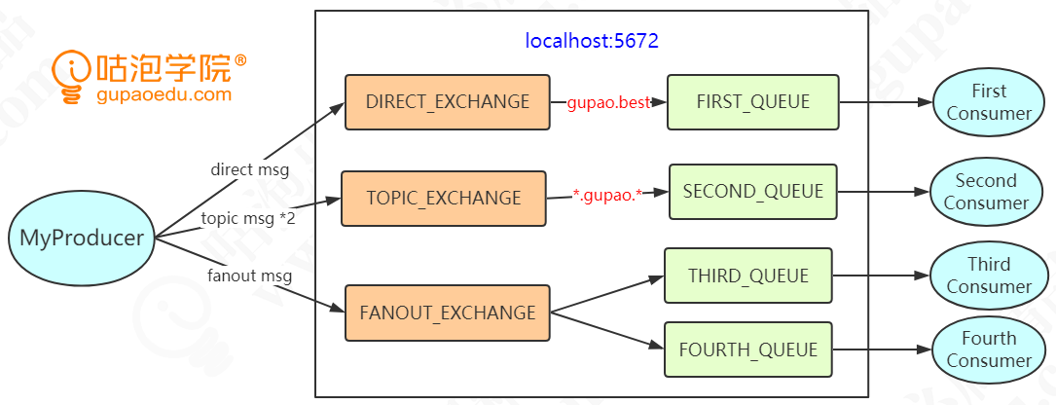 咕泡学院®
gupaoedu.com
localhost:5672
MyProducer
direct msg
topic msg *2
fanout msg
DIRECT_EXCHANGE
gupao.best
FIRST_QUEUE
First
Consumer
TOPIC_EXCHANGE
*.gupao.*
SECOND_QUEUE
Second
Consumer
FANOUT_EXCHANGE
THIRD_QUEUE
Third
Consumer
FOURTH_QUEUE
Fourth
Consumer